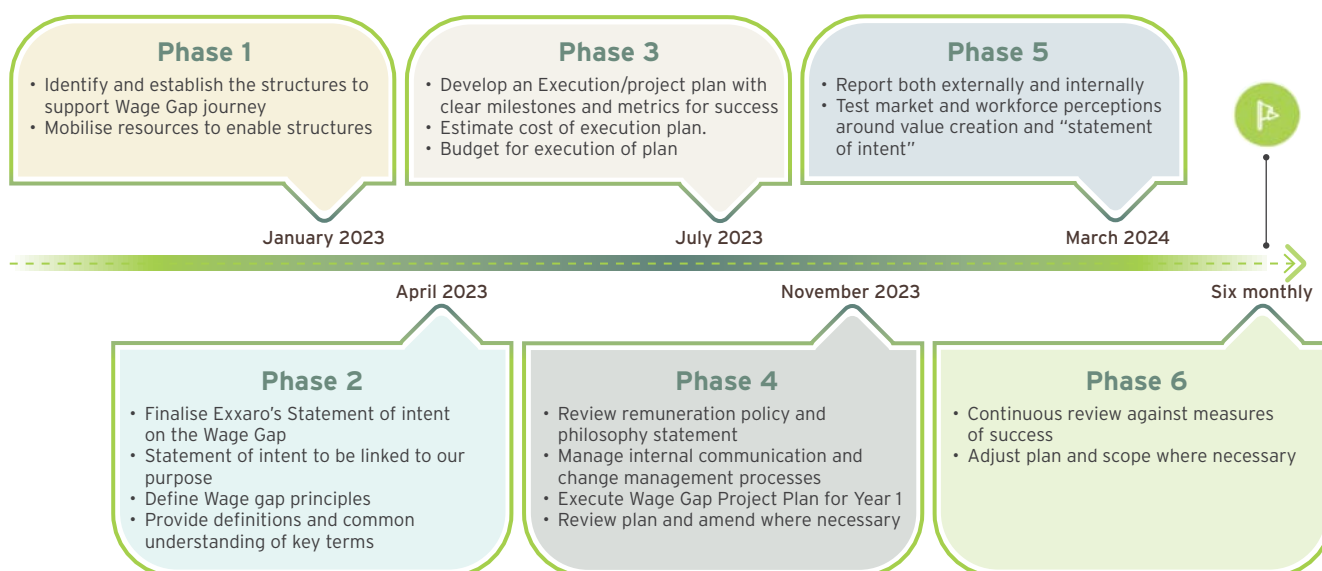 Phase 1
• Identify and establish the structures to
support Wage Gap journey
• Mobilise resources to enable structures
January 2023
Phase 2
• Finalise Exxaro's Statement of intent
on the Wage Gap
• Statement of intent to be linked to our
purpose
• Define Wage gap principles
• Provide definitions and common
understanding of key terms
April 2023
Phase 3
• Develop an Execution/project plan with
clear milestones and metrics for success
• Estimate cost of execution plan.
• Budget for execution of plan
July 2023
Phase 4
• Review remuneration policy and
philosophy statement
• Manage internal communication and
change management processes
• Execute Wage Gap Project Plan for Year 1
• Review plan and amend where necessary
November 2023
Phase 5
• Report both externally and internally
• Test market and workforce perceptions
around value creation and “statement
of intent”
March 2024
Phase 6
• Continuous review against measures
of success
• Adjust plan and scope where necessary
Six monthly